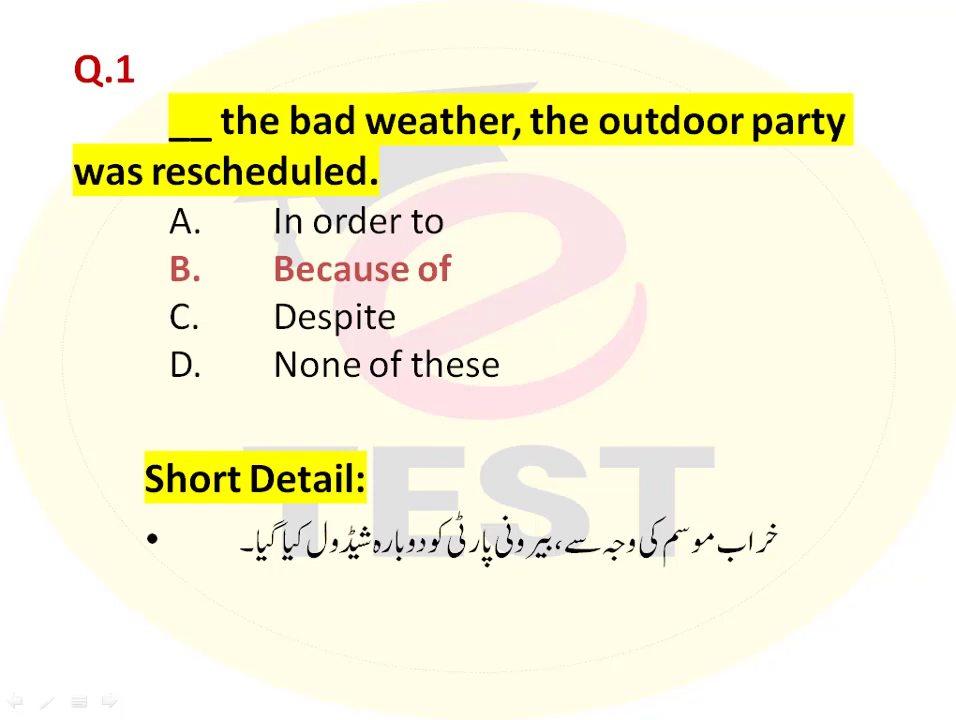 Q.1
__ the bad weather, the outdoor party
was rescheduled.
A. In order to
B. Because of
C. Despite
D. None of these
Short Detail:
• خراب موسم کی وجہ سے، بیرونی پارٹی کو دوبارہ شیڈول کیا گیا۔
e
TEST